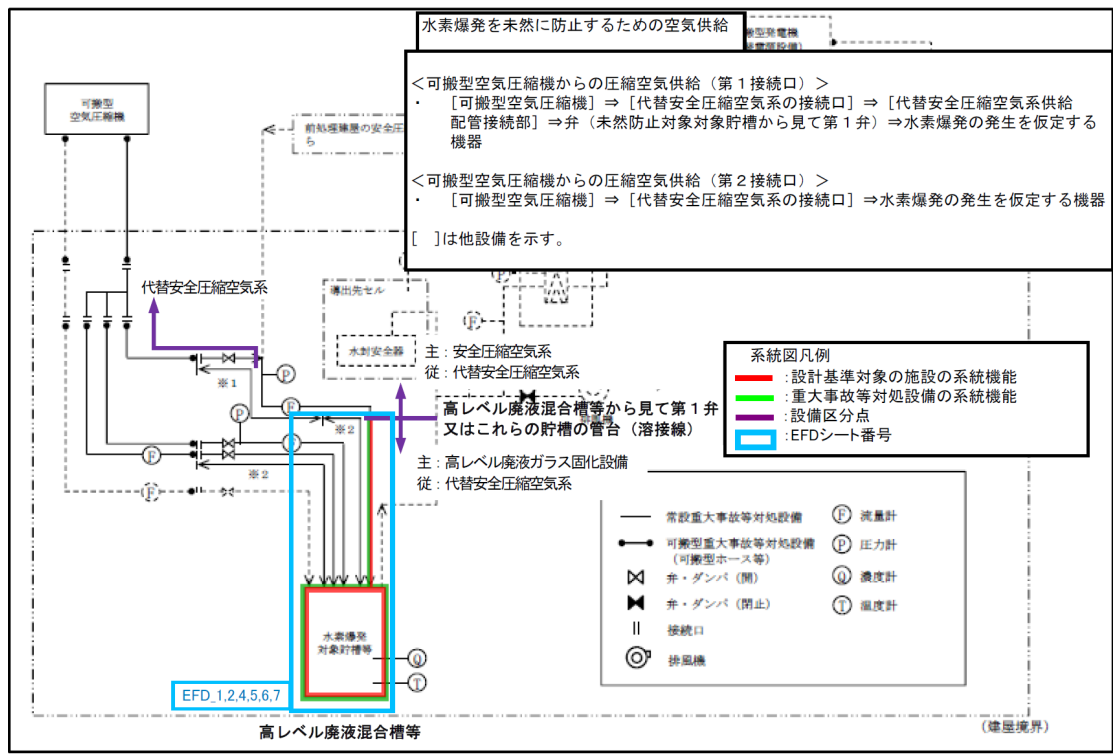 水素爆発を未然に防止するための空気供給
搬型発電機
<可搬型空気圧縮機からの圧縮空気供給（第１接続口）>
・ ［可搬型空気圧縮機］⇒［代替安全圧縮空気系の接続口］⇒［代替安全圧縮空気系供給
配管接続部］⇒弁（未然防止対象対象貯槽から見て第１弁）⇒水素爆発の発生を仮定する
機器
<可搬型空気圧縮機からの圧縮空気供給（第２接続口）>
・ ［可搬型空気圧縮機］⇒［代替安全圧縮空気系の接続口］⇒水素爆発の発生を仮定する機器
［ ］は他設備を示す。
可搬型
空気圧縮機
前処理建屋の安全圧
ら
代替安全圧縮空気系
導出先セル
水封安全器
P
F
主：安全圧縮空気系
従：代替安全圧縮空気系
高レベル廃液混合槽等から見て第１弁
又はこれらの貯槽の管台（溶接線）
主：高レベル廃液ガラス固化設備
従：代替安全圧縮空気系
排風機
※1
P
F
P
※2
F
※2
F
系統図凡例
:設計基準対象の施設の系統機能
:重大事故等対処設備の系統機能
:設備区分点
:EFDシート番号
常設重大事故等対処設備
可搬型重大事故等対処設備
（可搬型ホース等）
弁・ダンパ（開）
弁・ダンパ（閉止）
接続口
排風機
F 流量計
P 圧力計
Q 濃度計
T 温度計
水素爆発
対象貯槽等
Q
T
EFD_1,2,4,5,6,7
高レベル廃液混合槽等
（建屋境界）